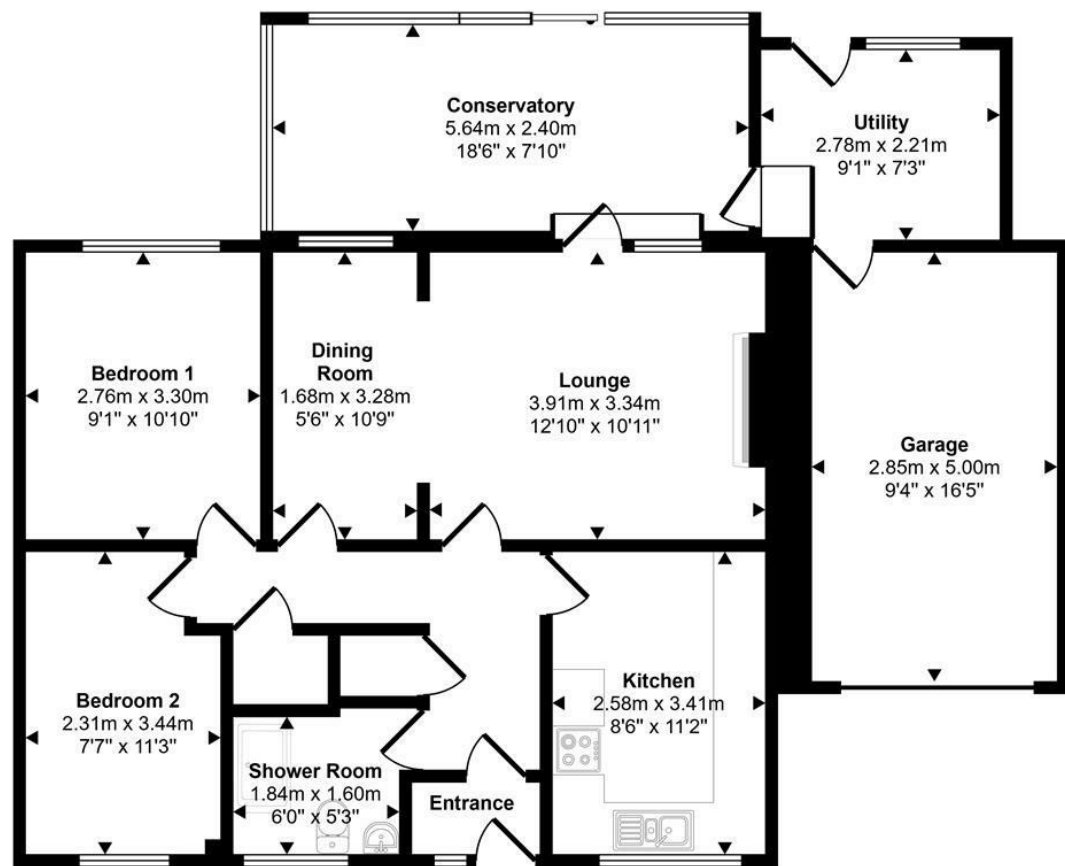 Conservatory
5.64m x 2.40m
18'6" x 7'10"
Utility
2.78m x 2.21m
9'1" x 7'3"
Bedroom 1
2.76m x 3.30m
9'1" x 10'10"
Dining
Room
1.68m x 3.28m
5'6" x 10'9"
Lounge
3.91m x 3.34m
12'10" x 10'11"
Garage
2.85m x 5.00m
9'4" x 16'5"
Bedroom 2
2.31m x 3.44m
7'7" x 11'3"
Kitchen
2.58m x 3.41m
8'6" x 11'2"
Shower Room
1.84m x 1.60m
6'0" x 5'3"
Entrance